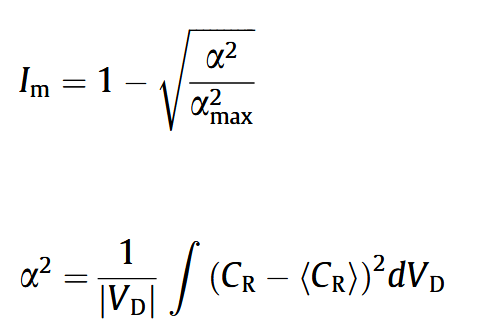 I_m = 1 − √(α²/α²_max)
α² = 1/|V_D| ∫ (C_R − ⟨C_R⟩)² dV_D